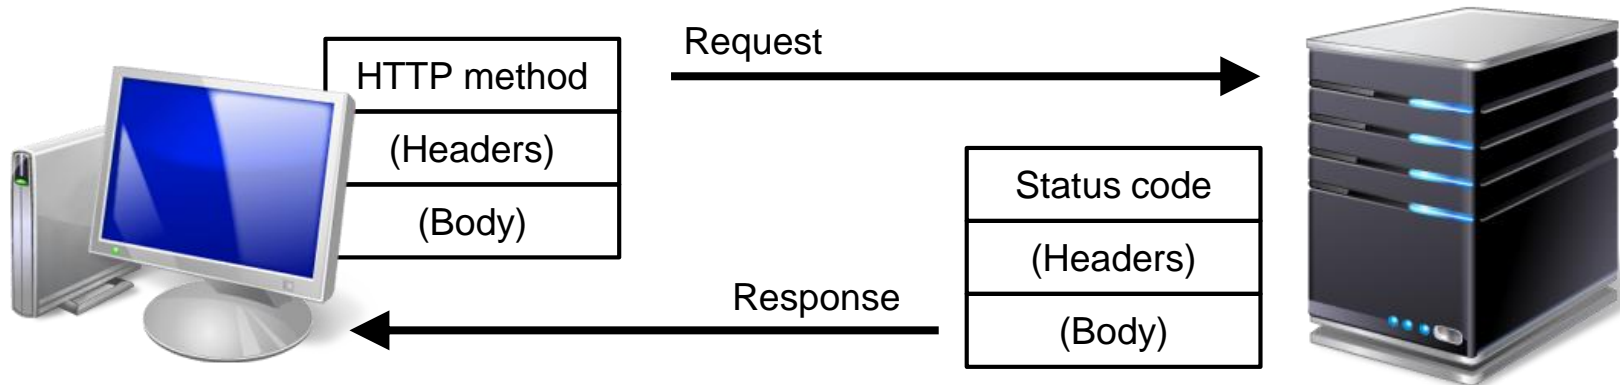 Request
HTTP method
(Headers)
(Body)
Status code
(Headers)
(Body)
Response